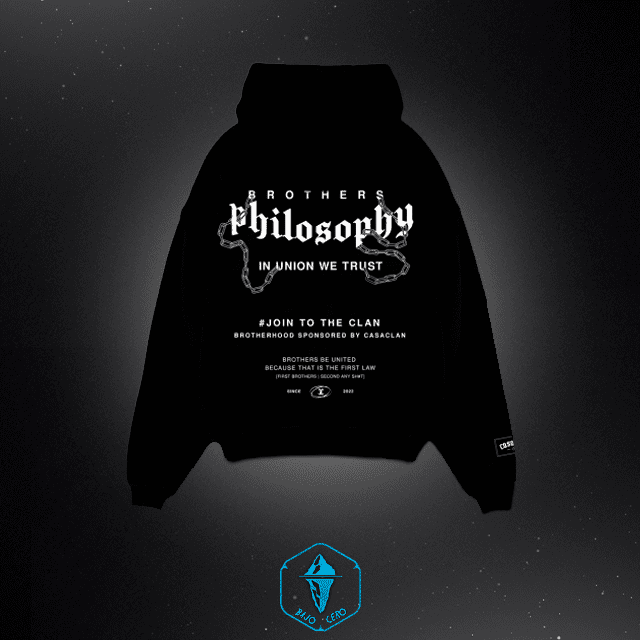 BROTHERS
Philosophy
IN UNION WE TRUST
#JOIN TO THE CLAN
BROTHERHOOD SPONSORED BY CASACLAN
BROTHERS BE UNITED
BECAUSE THAT IS THE FIRST LAW
[FIRST BROTHERS | SECOND ANY SH#T]
SINCE 2023
BAJO CERO